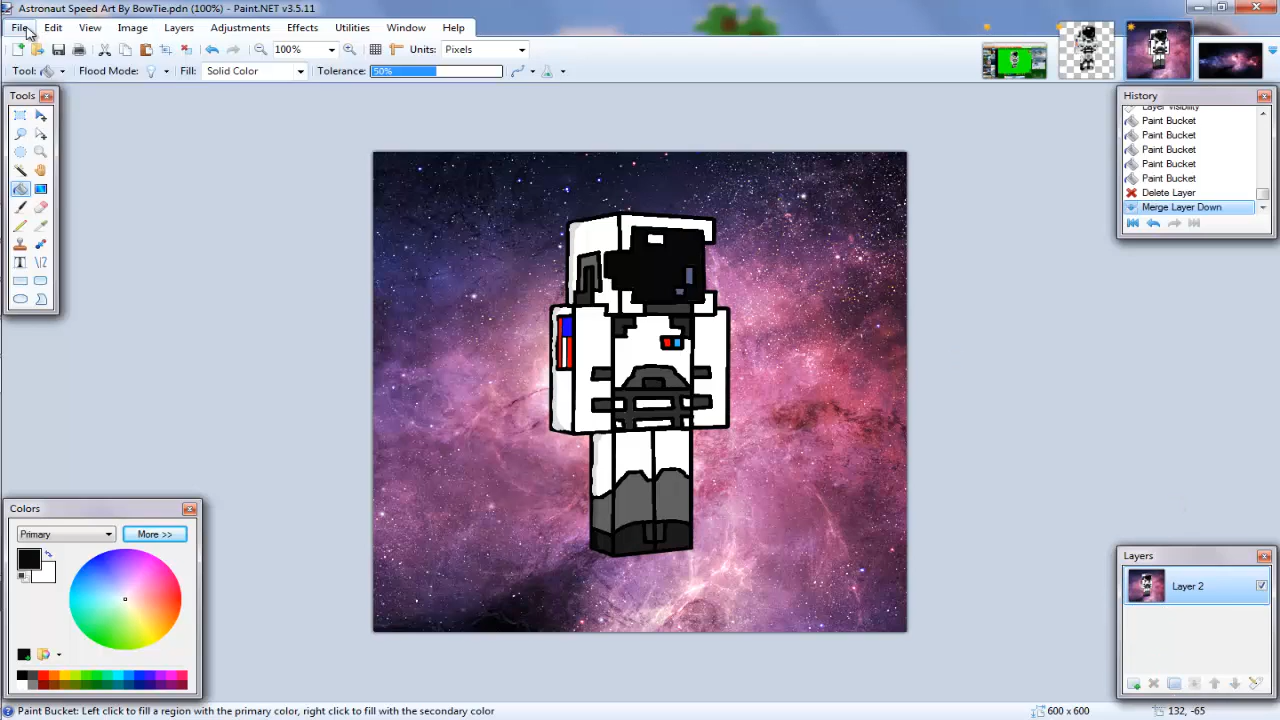 Astronaut Speed Art By BowTie.pdn (100%) - Paint.NET v3.5.11
File Edit View Image Layers Adjustments Effects Utilities Window Help
100% Units: Pixels
Tool: Flood Mode: Fill: Solid Color Tolerance: 50%
Tools
History
Layer Visibility
Paint Bucket
Paint Bucket
Paint Bucket
Paint Bucket
Paint Bucket
Delete Layer
Merge Layer Down
Colors
Primary More >>
Layers
Layer 2
Paint Bucket: Left click to fill a region with the primary color, right click to fill with the secondary color
600 x 600 132, -65